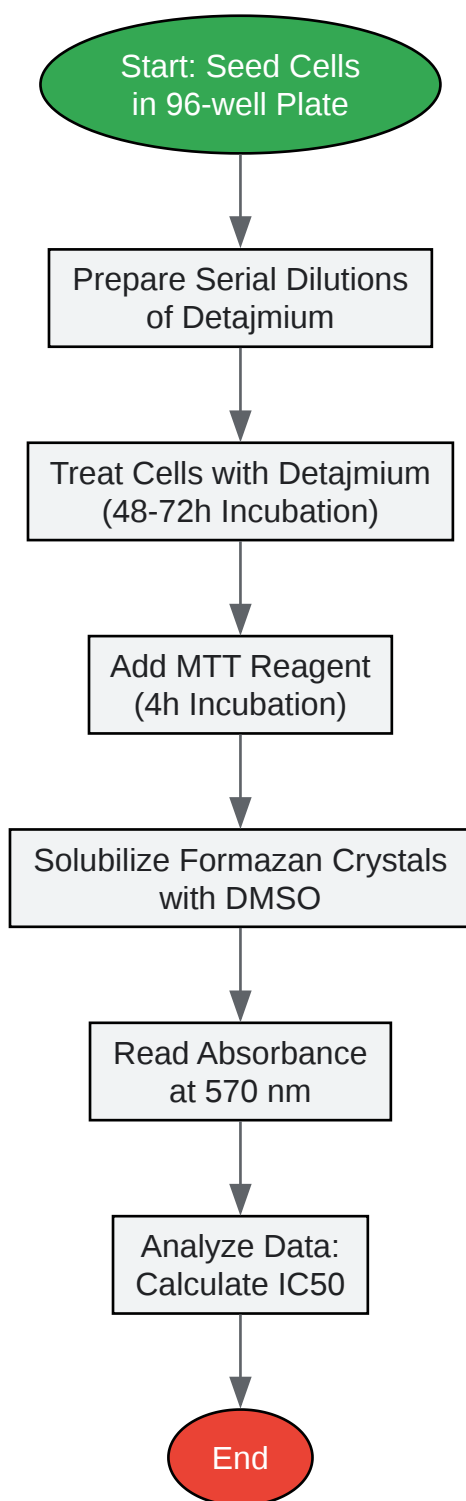 Start: Seed Cells
in 96-well Plate
Prepare Serial Dilutions
of Detajmium
Treat Cells with Detajmium
(48-72h Incubation)
Add MTT Reagent
(4h Incubation)
Solubilize Formazan Crystals
with DMSO
Read Absorbance
at 570 nm
Analyze Data:
Calculate IC50
End